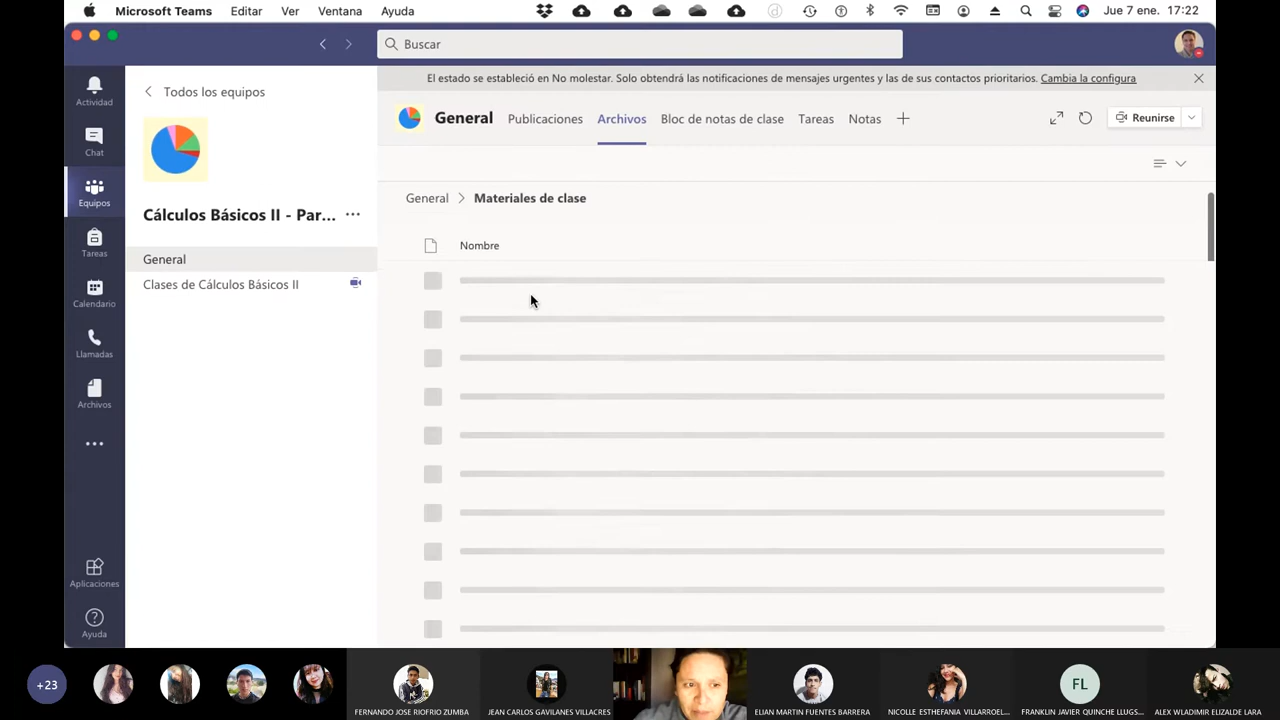 Microsoft Teams Editar Ver Ventana Ayuda Jue 7 ene. 17:22
Buscar
El estado se estableció en No molestar. Solo obtendrá las notificaciones de mensajes urgentes y las de sus contactos prioritarios. Cambia la configura
Actividad
Chat
Equipos
Tareas
Calendario
Llamadas
Archivos
Aplicaciones
Ayuda
Todos los equipos
Cálculos Básicos II - Par...
General
Clases de Cálculos Básicos II
General Publicaciones Archivos Bloc de notas de clase Tareas Notas Reunirse
General > Materiales de clase
Nombre
+23
FERNANDO JOSE RIOFRIO ZUMBA
JEAN CARLOS GAVILANES VILLACRES
ELIAN MARTIN FUENTES BARRERA
NICOLLE ESTHEFANIA VILLARROEL...
FL
FRANKLIN JAVIER QUINCHE LLUGS...
ALEX WLADIMIR ELIZALDE LARA